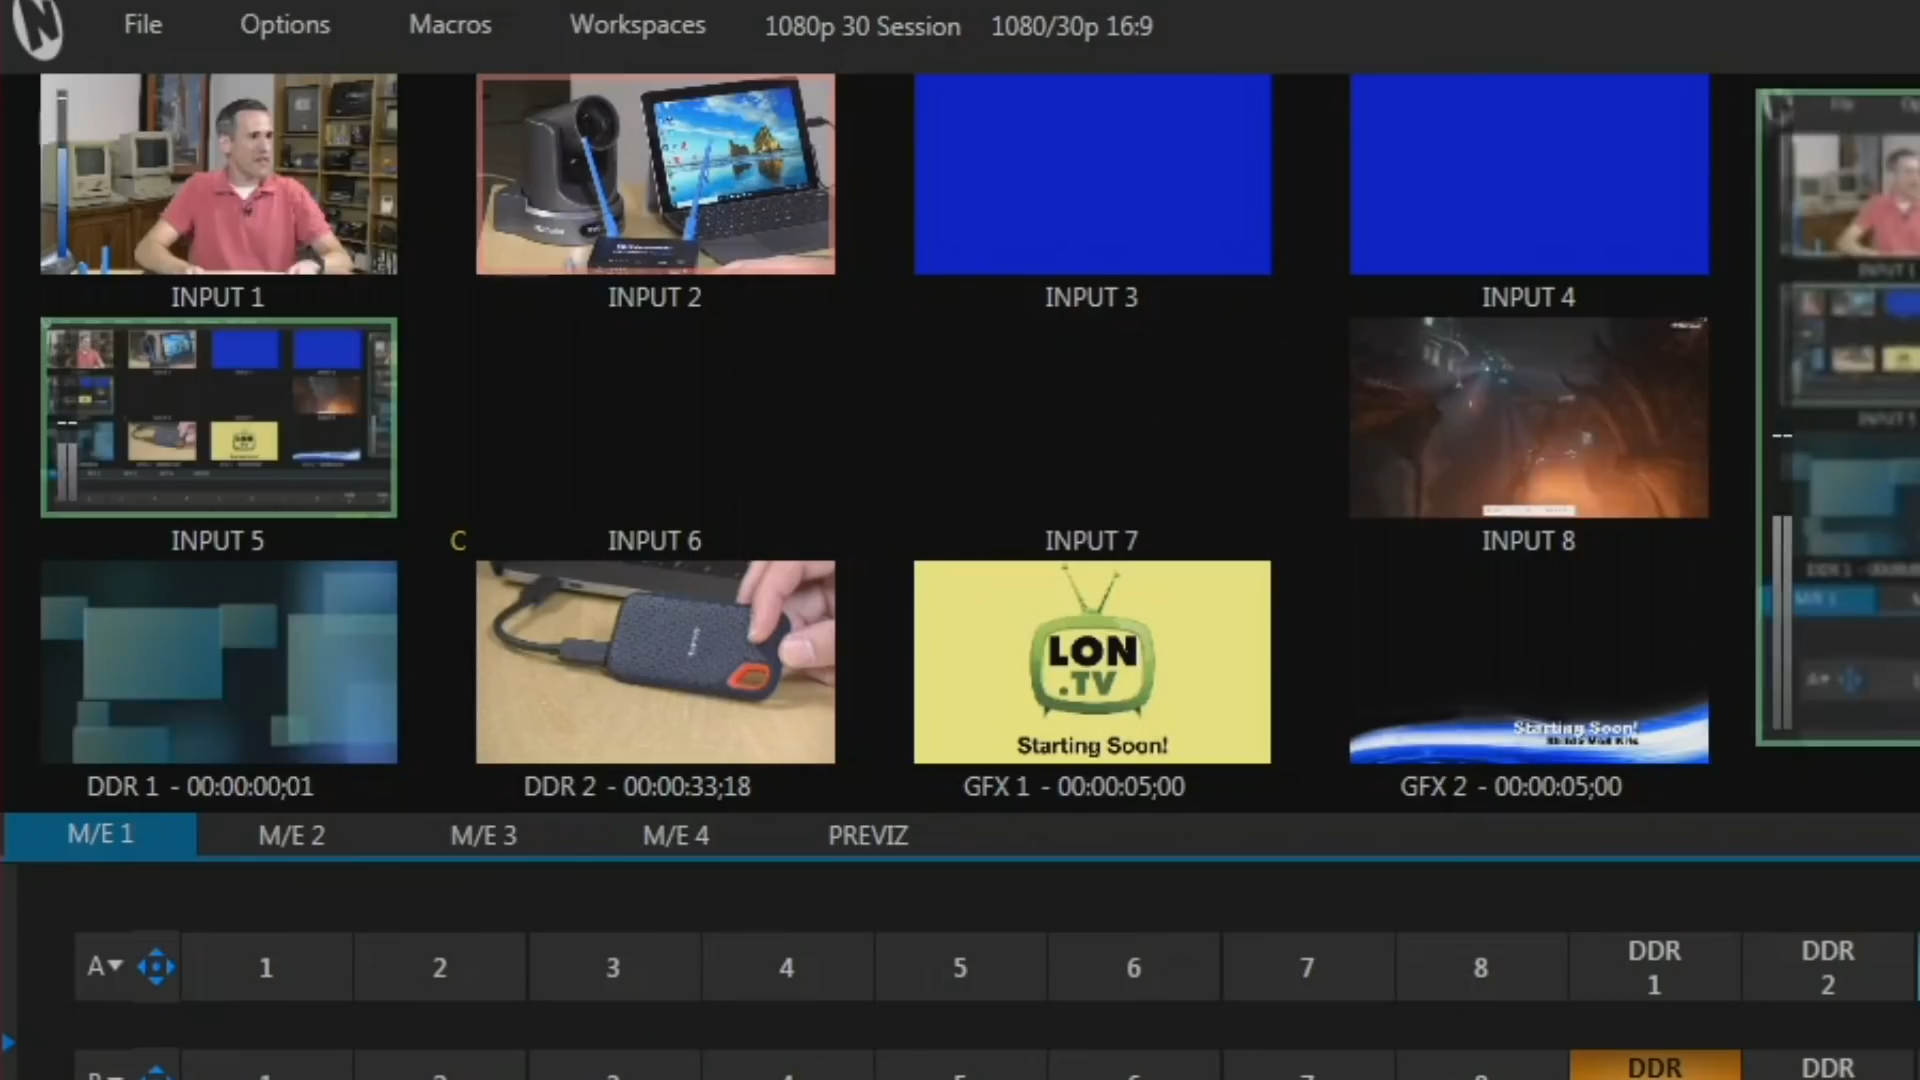 File Options Macros Workspaces 1080p 30 Session 1080/30p 16:9
INPUT 1 INPUT 2 INPUT 3 INPUT 4
INPUT 5 C INPUT 6 INPUT 7 INPUT 8
LON
.TV
Starting Soon!
Starting Soon!
DDR 1 - 00:00:00;01 DDR 2 - 00:00:33;18 GFX 1 - 00:00:05;00 GFX 2 - 00:00:05;00
M/E 1 M/E 2 M/E 3 M/E 4 PREVIZ
A 1 2 3 4 5 6 7 8 DDR 1 DDR 2
DDR DDR